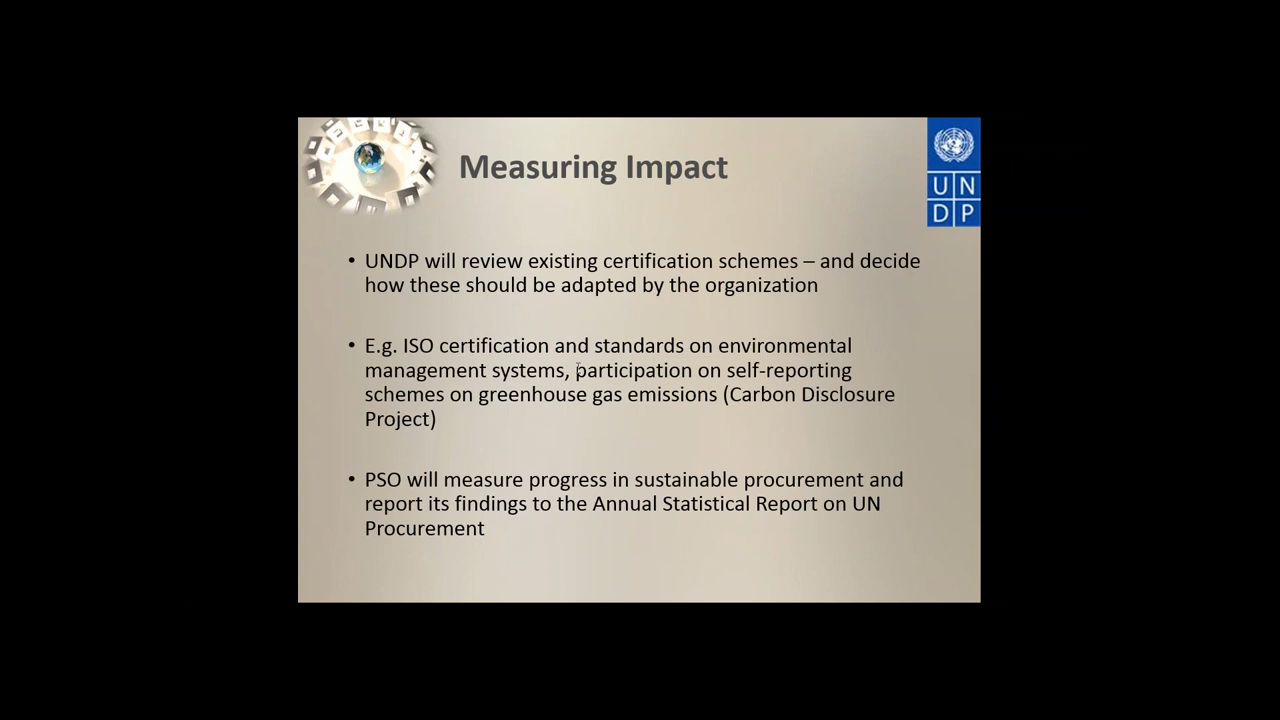 Measuring Impact
UN
DP
• UNDP will review existing certification schemes – and decide
how these should be adapted by the organization
• E.g. ISO certification and standards on environmental
management systems, participation on self-reporting
schemes on greenhouse gas emissions (Carbon Disclosure
Project)
• PSO will measure progress in sustainable procurement and
report its findings to the Annual Statistical Report on UN
Procurement